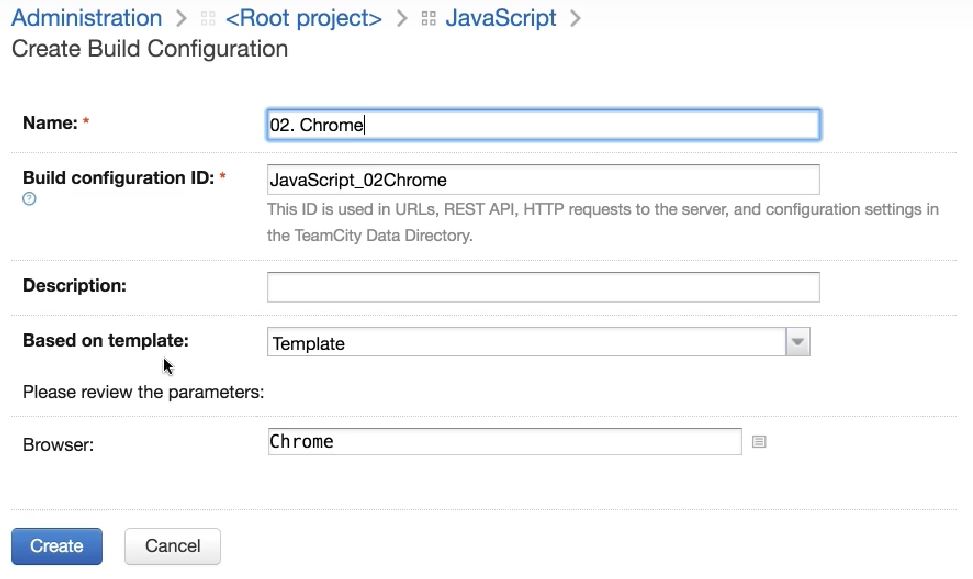 Administration > <Root project> > JavaScript >
Create Build Configuration
Name: * 02. Chrome
Build configuration ID: * JavaScript_02Chrome
This ID is used in URLs, REST API, HTTP requests to the server, and configuration settings in
the TeamCity Data Directory.
Description:
Based on template: Template
Please review the parameters:
Browser: Chrome
Create Cancel